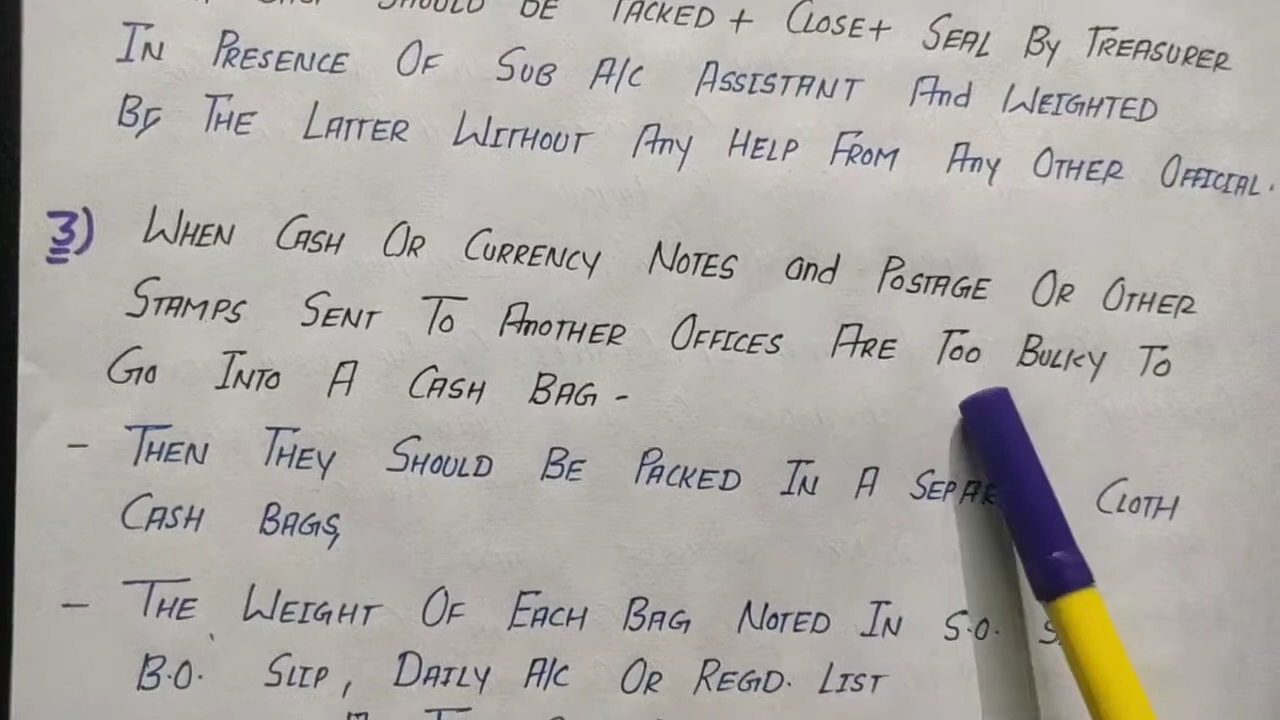 SHOULD BE PACKED + CLOSE+ SEAL By TREASURER
IN PRESENCE OF SUB A/C ASSISTANT And WEIGHTED
By THE LATTER WITHOUT Any HELP FROM Any OTHER OFFICIAL.
3) WHEN CASH OR CURRENCY NOTES and POSTAGE OR OTHER
STAMPS SENT TO ANOTHER OFFICES ARE TOO BULKY TO
GO INTO A CASH BAG -
- THEN THEY SHOULD BE PACKED IN A CLOTH
CASH BAGS,
- THE WEIGHT OF EACH BAG NOTED IN S.O.
B.O. SLIP, DAILY A/C OR REGD. LIST